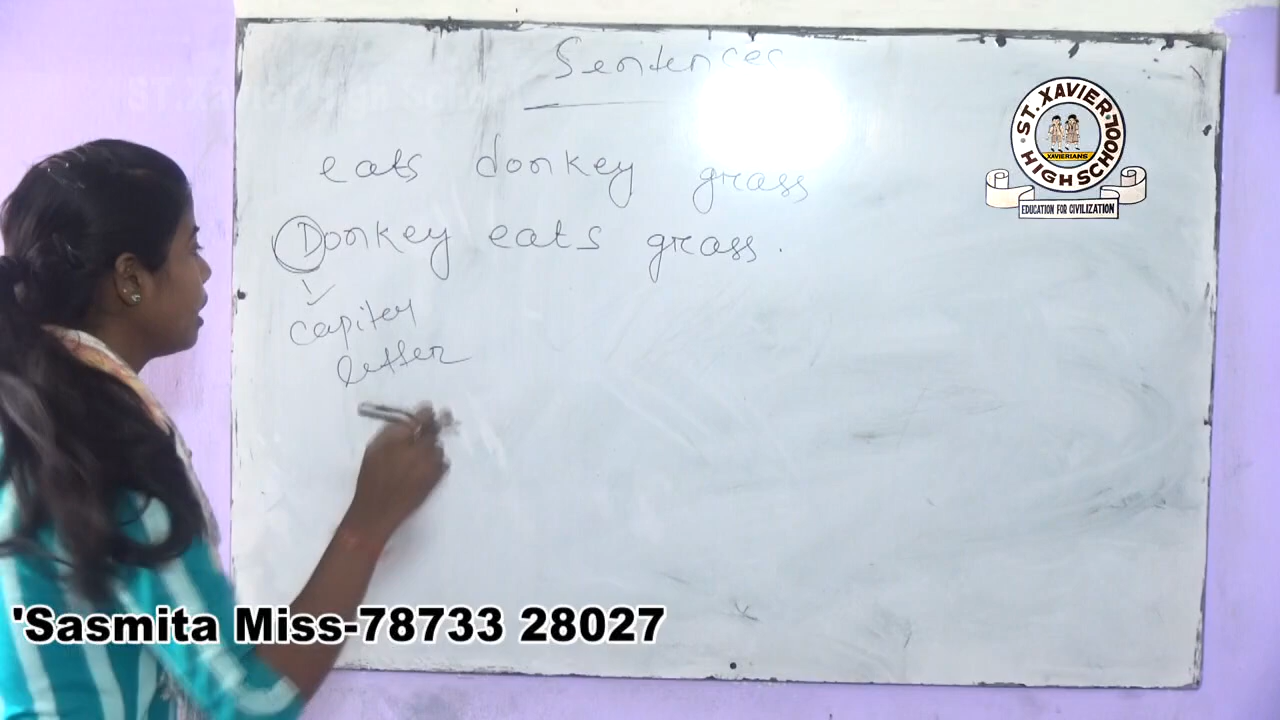 Sentences
eats donkey grass
Donkey eats grass.
capitey
letter
ST. XAVIER HIGH SCHOOL
XAVIERIANS
EDUCATION FOR CIVILIZATION
'Sasmita Miss-78733 28027